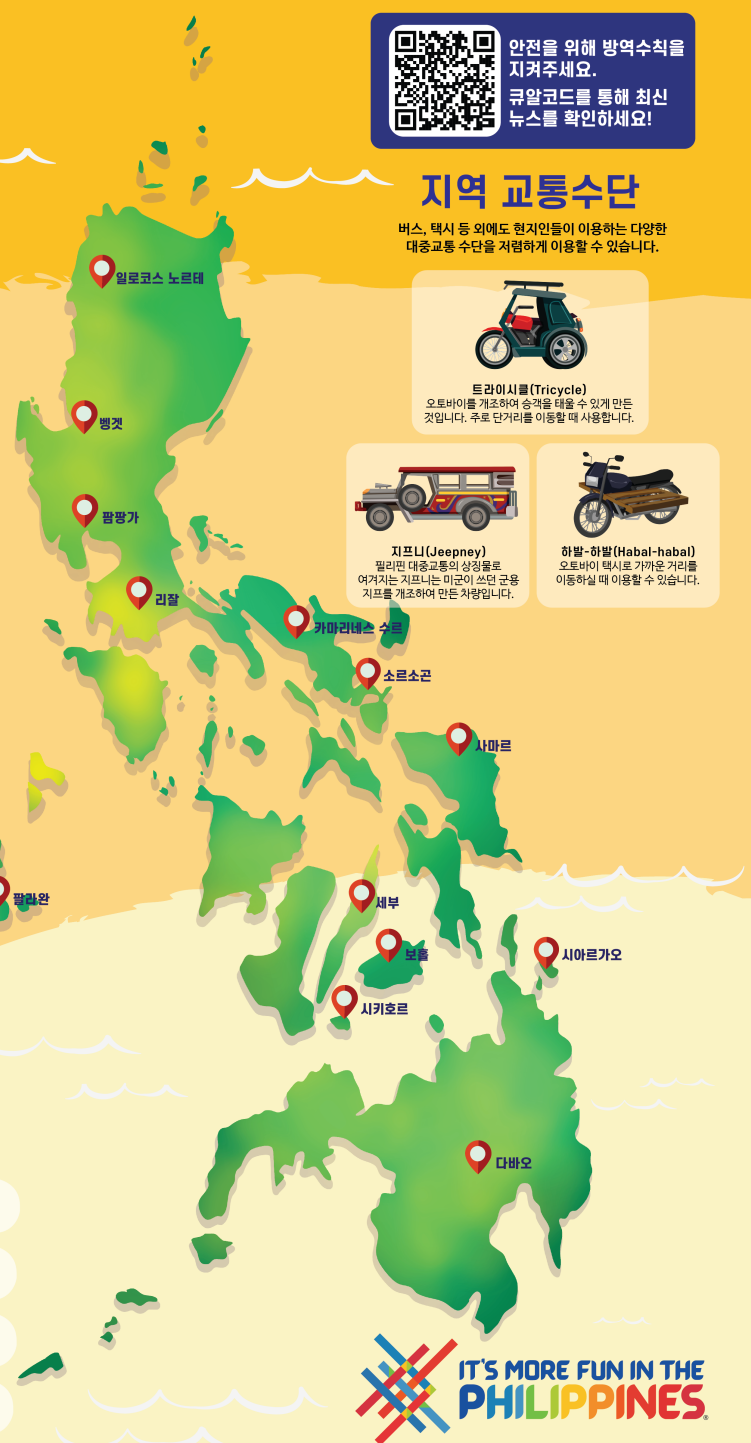 안전을 위해 방역수칙을
지켜주세요.
큐알코드를 통해 최신
뉴스를 확인하세요!
지역 교통수단
버스, 택시 등 외에도 현지인들이 이용하는 다양한
대중교통 수단을 저렴하게 이용할 수 있습니다.
트라이시클(Tricycle)
오토바이를 개조하여 승객을 태울 수 있게 만든
것입니다. 주로 단거리를 이동할 때 사용합니다.
지프니(Jeepney)
필리핀 대중교통의 상징물로
여겨지는 지프니는 미군이 쓰던 군용
지프를 개조하여 만든 차량입니다.
하발-하발(Habal-habal)
오토바이 택시로 가까운 거리를
이동하실 때 이용할 수 있습니다.
일로코스 노르테
벵겟
팜팡가
리잘
카마리네스 수르
소르소곤
사마르
팔라완
세부
보홀
시아르가오
시키호르
다바오
IT'S MORE FUN IN THE
PHILIPPINES®